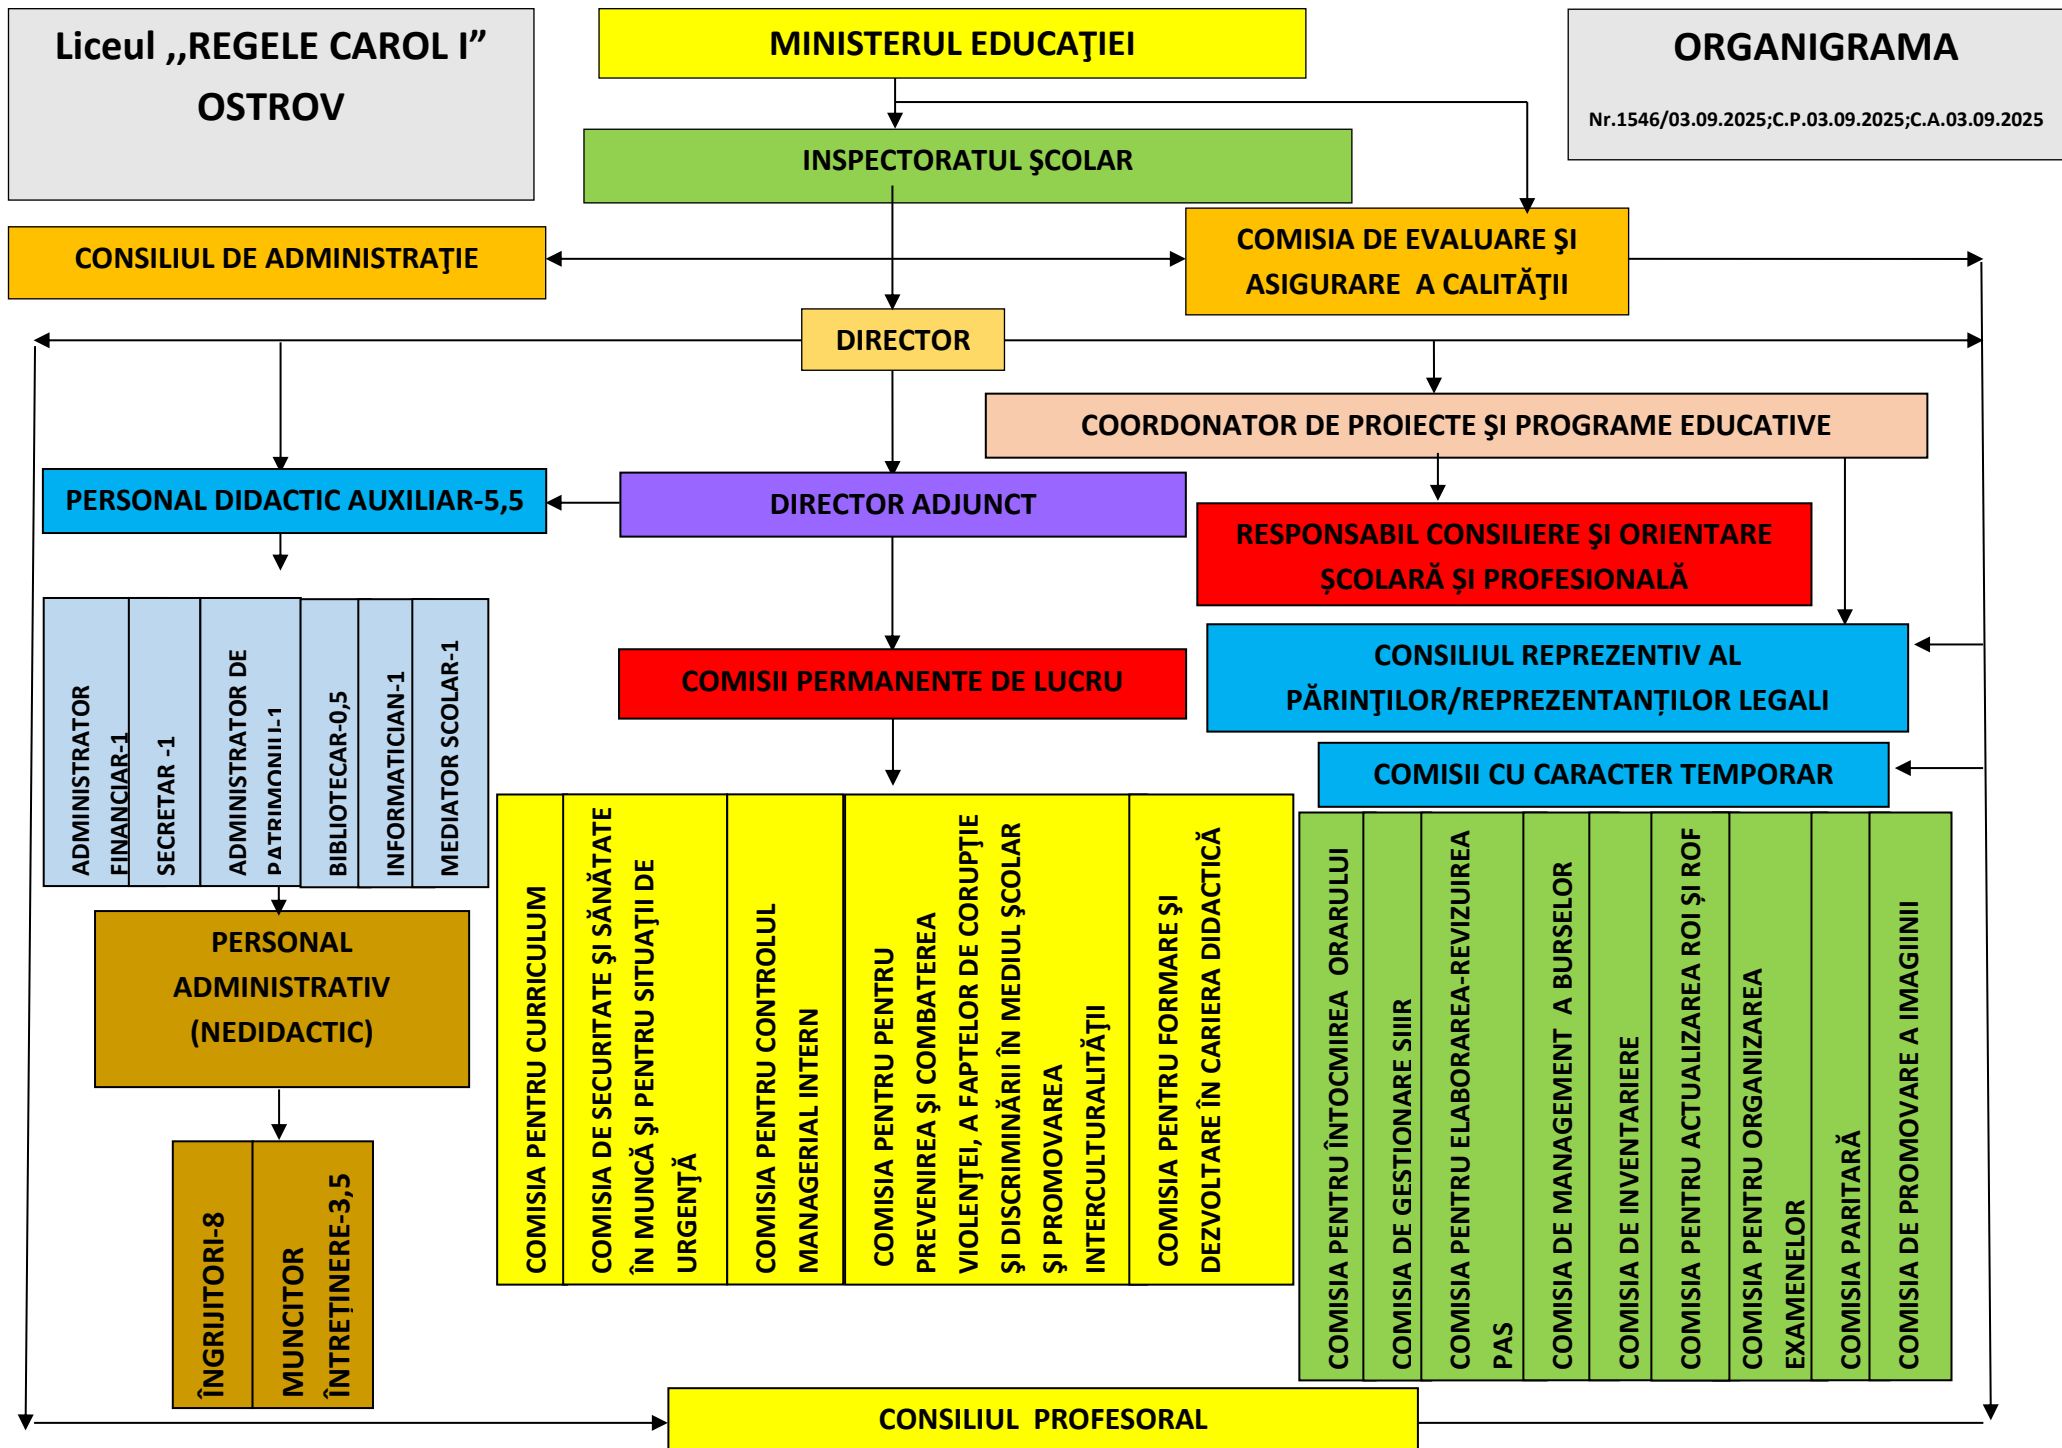 Liceul ,,REGELE CAROL I”
OSTROV
MINISTERUL EDUCAŢIEI
ORGANIGRAMA
Nr.1546/03.09.2025;C.P.03.09.2025;C.A.03.09.2025
INSPECTORATUL ŞCOLAR
CONSILIUL DE ADMINISTRAŢIE
COMISIA DE EVALUARE ŞI
ASIGURARE A CALITĂŢII
DIRECTOR
COORDONATOR DE PROIECTE ŞI PROGRAME EDUCATIVE
PERSONAL DIDACTIC AUXILIAR-5,5
DIRECTOR ADJUNCT
RESPONSABIL CONSILIERE ŞI ORIENTARE
ȘCOLARĂ ȘI PROFESIONALĂ
CONSILIUL REPREZENTIV AL
PĂRINŢILOR/REPREZENTANȚILOR LEGALI
COMISII PERMANENTE DE LUCRU
COMISII CU CARACTER TEMPORAR
ADMINISTRATOR
FINANCIAR-1
SECRETAR -1
ADMINISTRATOR DE
PATRIMONIU-1
BIBLIOTECAR-0,5
INFORMATICIAN-1
MEDIATOR SCOLAR-1
PERSONAL
ADMINISTRATIV
(NEDIDACTIC)
ÎNGRIJITORI-8
MUNCITOR
ÎNTREȚINERE-3,5
COMISIA PENTRU CURRICULUM
COMISIA DE SECURITATE ŞI SĂNĂTATE
ÎN MUNCĂ ŞI PENTRU SITUAŢII DE
URGENŢĂ
COMISIA PENTRU CONTROLUL
MANAGERIAL INTERN
COMISIA PENTRU
PREVENIREA ŞI COMBATEREA
VIOLENŢEI, A FAPTELOR DE CORUPŢIE
ŞI DISCRIMINĂRII ÎN MEDIUL ŞCOLAR
ŞI PROMOVAREA
INTERCULTURALITĂŢII
COMISIA PENTRU FORMARE ŞI
DEZVOLTARE ÎN CARIERA DIDACTICĂ
COMISIA PENTRU ÎNTOCMIREA ORARULUI
COMISIA DE GESTIONARE SIIIR
COMISIA PENTRU ELABORAREA-REVIZUIREA
PAS
COMISIA DE MANAGEMENT A BURSELOR
COMISIA DE INVENTARIERE
COMISIA PENTRU ACTUALIZAREA ROI ȘI ROF
COMISIA PENTRU ORGANIZAREA
EXAMENELOR
COMISIA PARITARĂ
COMISIA DE PROMOVARE A IMAGIINII
CONSILIUL PROFESORAL